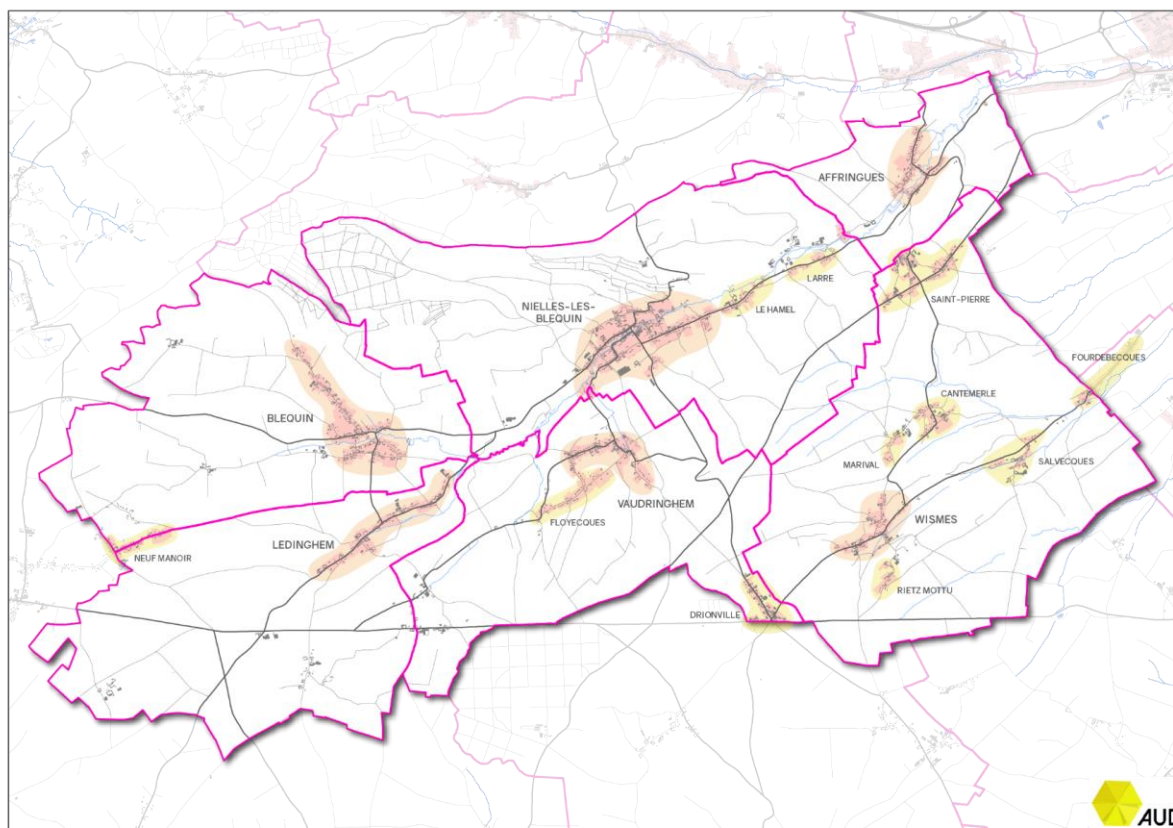 AFFRINGUES
LARRE
SAINT-PIERRE
NIELLES-LES-
BLEQUIN
LE HAMEL
FOURDEBECQUES
CANTEMERLE
BLEQUIN
MARIVAL
SALVECQUES
VAUDRINGHEM
FLOYECQUES
WISMES
LEDINGHEM
NEUF MANOIR
RIETZ MOTTU
DRIONVILLE
AUD